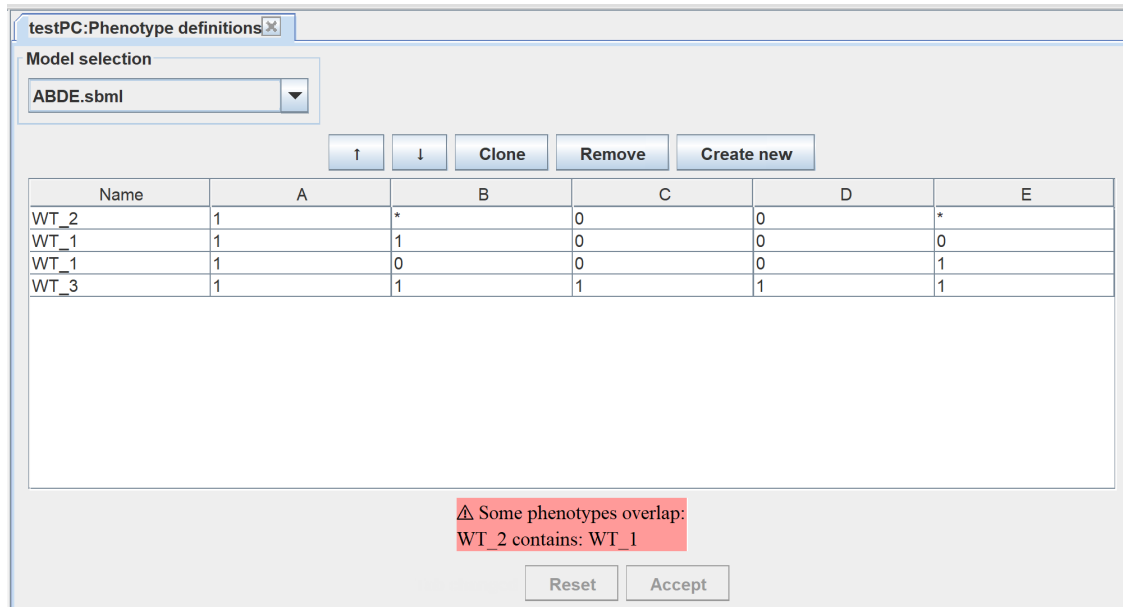 testPC:Phenotype definitions
Model selection
ABDE.sbml
↑ ↓ Clone Remove Create new
Name A B C D E
WT_2 1 * 0 0 *
WT_1 1 1 0 0 0
WT_1 1 0 0 0 1
WT_3 1 1 1 1 1
⚠ Some phenotypes overlap:
WT_2 contains: WT_1
Reset Accept